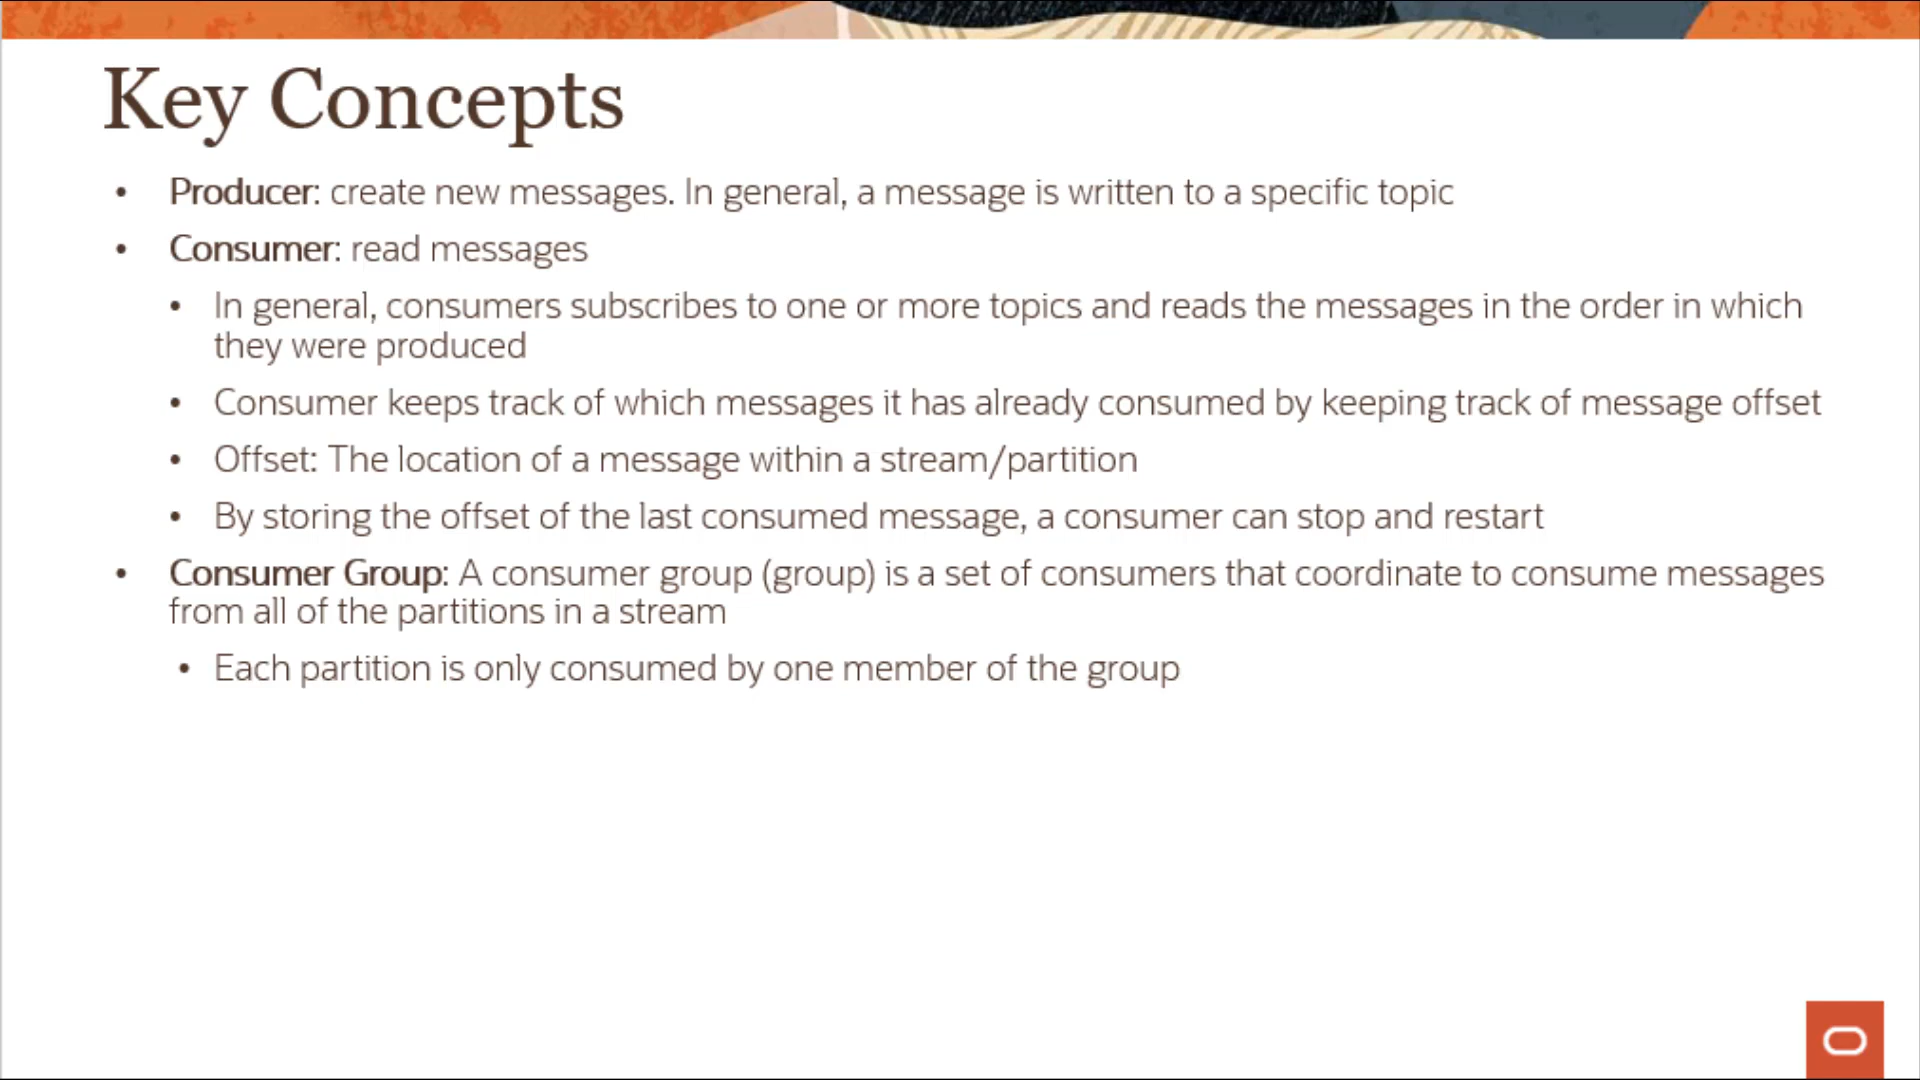 Key Concepts
• Producer: create new messages. In general, a message is written to a specific topic
• Consumer: read messages
• In general, consumers subscribes to one or more topics and reads the messages in the order in which
they were produced
• Consumer keeps track of which messages it has already consumed by keeping track of message offset
• Offset: The location of a message within a stream/partition
• By storing the offset of the last consumed message, a consumer can stop and restart
• Consumer Group: A consumer group (group) is a set of consumers that coordinate to consume messages
from all of the partitions in a stream
• Each partition is only consumed by one member of the group